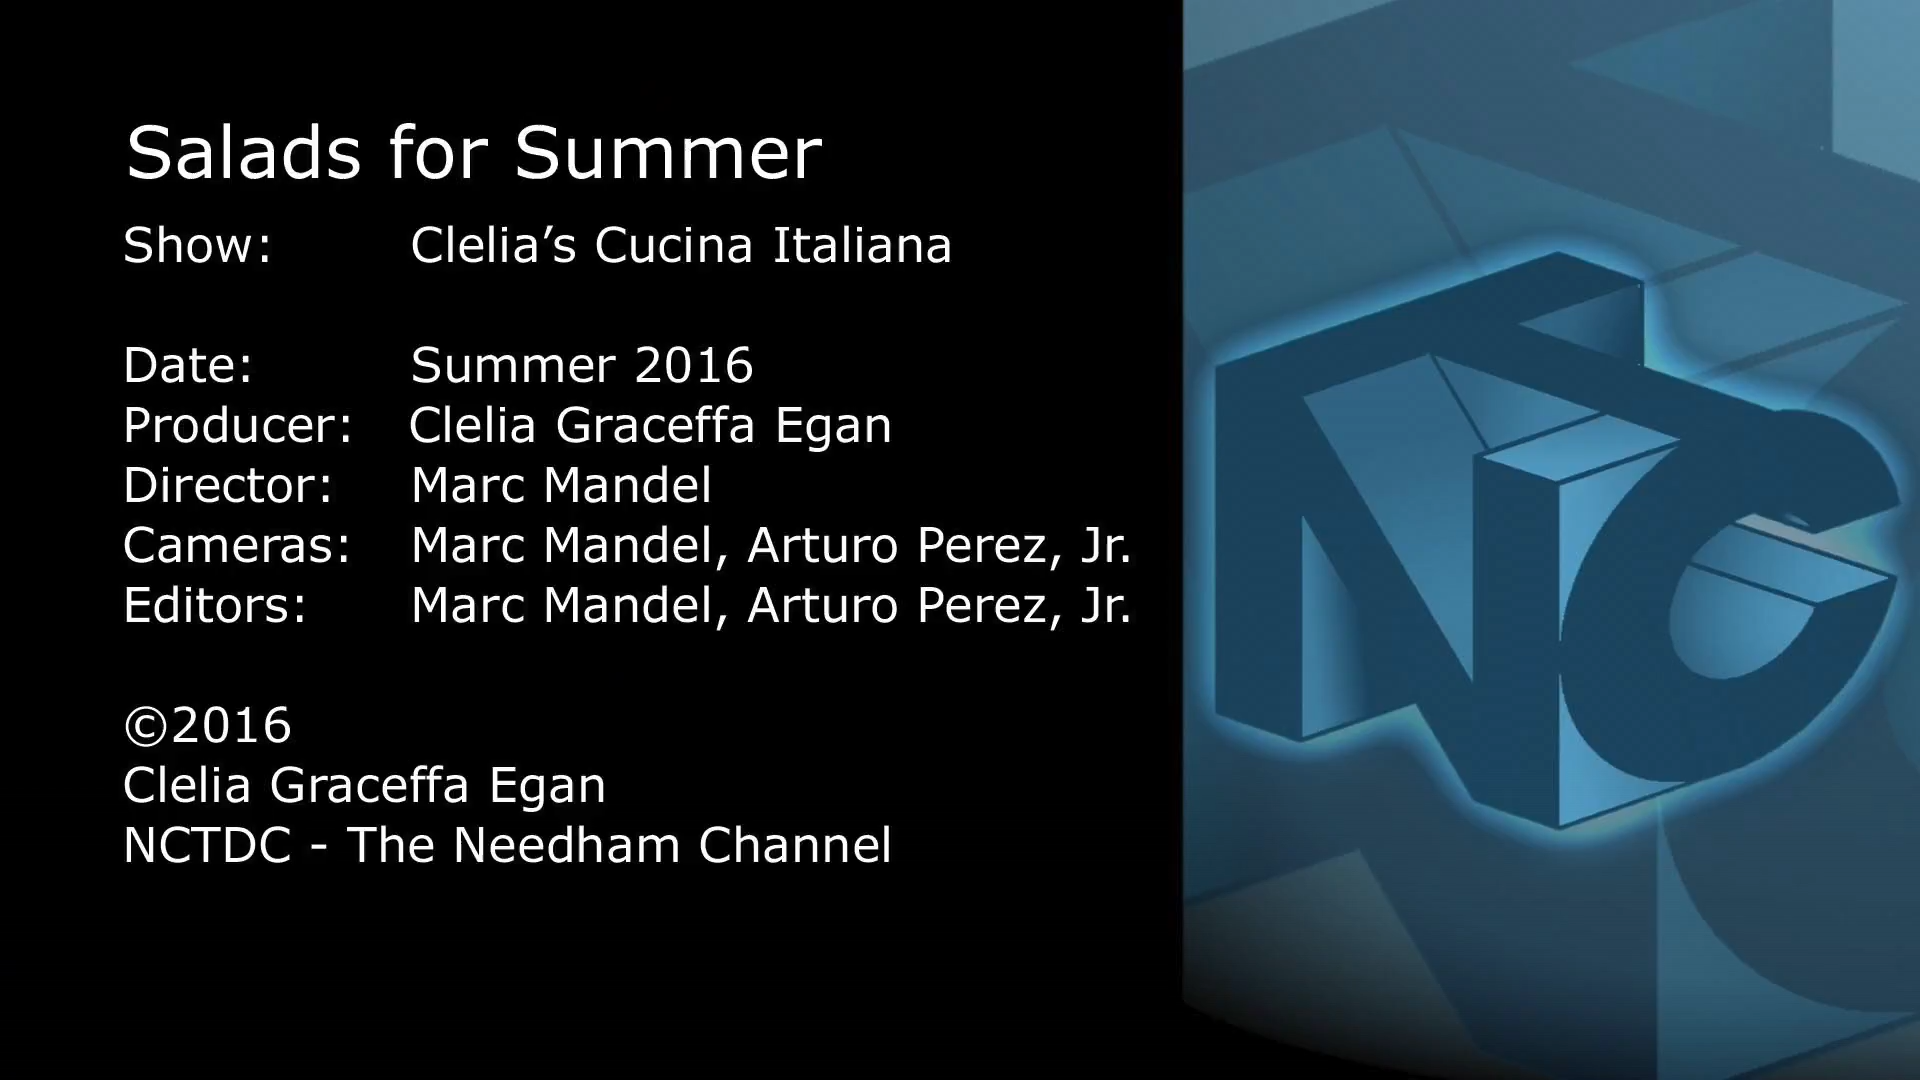 Salads for Summer
Show: Clelia’s Cucina Italiana
Date: Summer 2016
Producer: Clelia Graceffa Egan
Director: Marc Mandel
Cameras: Marc Mandel, Arturo Perez, Jr.
Editors: Marc Mandel, Arturo Perez, Jr.
©2016
Clelia Graceffa Egan
NCTDC - The Needham Channel
NC